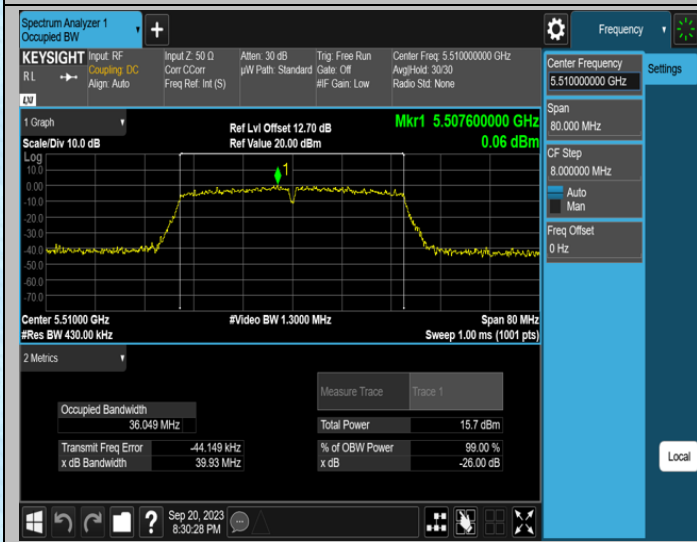 Spectrum Analyzer 1
Occupied BW
Frequency
KEYSIGHT
RL
Input: RF
Coupling: DC
Align: Auto
Input Z: 50 Ω
Corr CCorr
Freq Ref: Int (S)
Atten: 30 dB
µW Path: Standard
Trig: Free Run
Gate: Off
#IF Gain: Low
Center Freq: 5.510000000 GHz
Avg|Hold: 30/30
Radio Std: None
Center Frequency
5.510000000 GHz
Settings
Span
80.000 MHz
CF Step
8.000000 MHz
Auto
Man
Freq Offset
0 Hz
Local
1 Graph
Scale/Div 10.0 dB
Ref Lvl Offset 12.70 dB
Ref Value 20.00 dBm
Mkr1 5.507600000 GHz
0.06 dBm
Log
10.0
0.00
-10.0
-20.0
-30.0
-40.0
-50.0
-60.0
-70.0
1
Center 5.51000 GHz
#Res BW 430.00 kHz
#Video BW 1.3000 MHz
Span 80 MHz
Sweep 1.00 ms (1001 pts)
2 Metrics
Measure Trace
Trace 1
Occupied Bandwidth
36.049 MHz
Total Power
15.7 dBm
Transmit Freq Error
-44.149 kHz
% of OBW Power
99.00 %
x dB Bandwidth
39.93 MHz
x dB
-26.00 dB
?
Sep 20, 2023
8:30:28 PM